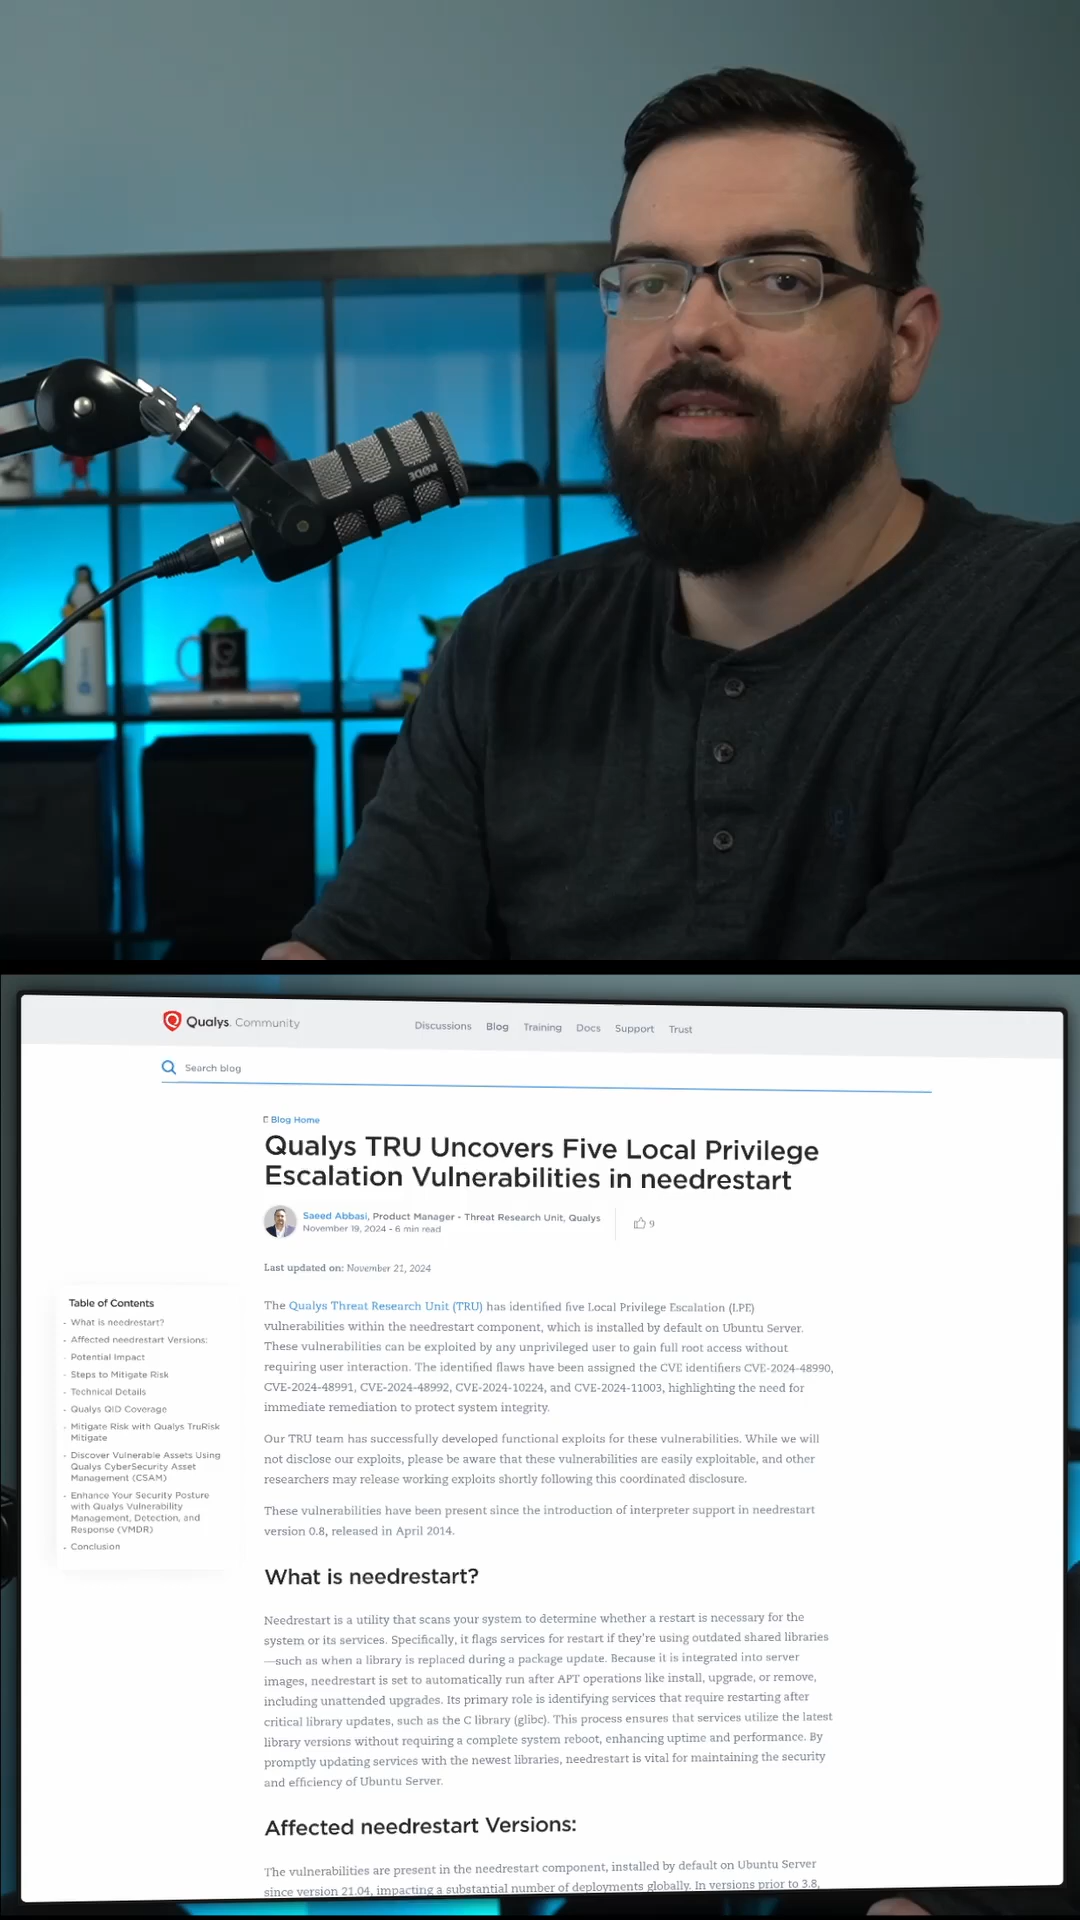 RØDE
Qualys. Community
Discussions Blog Training Docs Support Trust
Search blog
Blog Home
Qualys TRU Uncovers Five Local Privilege
Escalation Vulnerabilities in needrestart
Saeed Abbasi, Product Manager - Threat Research Unit, Qualys
November 19, 2024 - 6 min read
9
Last updated on: November 21, 2024
Table of Contents
- What is needrestart?
- Affected needrestart Versions:
- Potential Impact
- Steps to Mitigate Risk
- Technical Details
- Qualys QID Coverage
- Mitigate Risk with Qualys TruRisk
Mitigate
- Discover Vulnerable Assets Using
Qualys CyberSecurity Asset
Management (CSAM)
- Enhance Your Security Posture
with Qualys Vulnerability
Management, Detection, and
Response (VMDR)
- Conclusion
The Qualys Threat Research Unit (TRU) has identified five Local Privilege Escalation (LPE)
vulnerabilities within the needrestart component, which is installed by default on Ubuntu Server.
These vulnerabilities can be exploited by any unprivileged user to gain full root access without
requiring user interaction. The identified flaws have been assigned the CVE identifiers CVE-2024-48990,
CVE-2024-48991, CVE-2024-48992, CVE-2024-10224, and CVE-2024-11003, highlighting the need for
immediate remediation to protect system integrity.
Our TRU team has successfully developed functional exploits for these vulnerabilities. While we will
not disclose our exploits, please be aware that these vulnerabilities are easily exploitable, and other
researchers may release working exploits shortly following this coordinated disclosure.
These vulnerabilities have been present since the introduction of interpreter support in needrestart
version 0.8, released in April 2014.
What is needrestart?
Needrestart is a utility that scans your system to determine whether a restart is necessary for the
system or its services. Specifically, it flags services for restart if they're using outdated shared libraries
—such as when a library is replaced during a package update. Because it is integrated into server
images, needrestart is set to automatically run after APT operations like install, upgrade, or remove,
including unattended upgrades. Its primary role is identifying services that require restarting after
critical library updates, such as the C library (glibc). This process ensures that services utilize the latest
library versions without requiring a complete system reboot, enhancing uptime and performance. By
promptly updating services with the newest libraries, needrestart is vital for maintaining the security
and efficiency of Ubuntu Server.
Affected needrestart Versions:
The vulnerabilities are present in the needrestart component, installed by default on Ubuntu Server
since version 21.04, impacting a substantial number of deployments globally. In versions prior to 3.8,